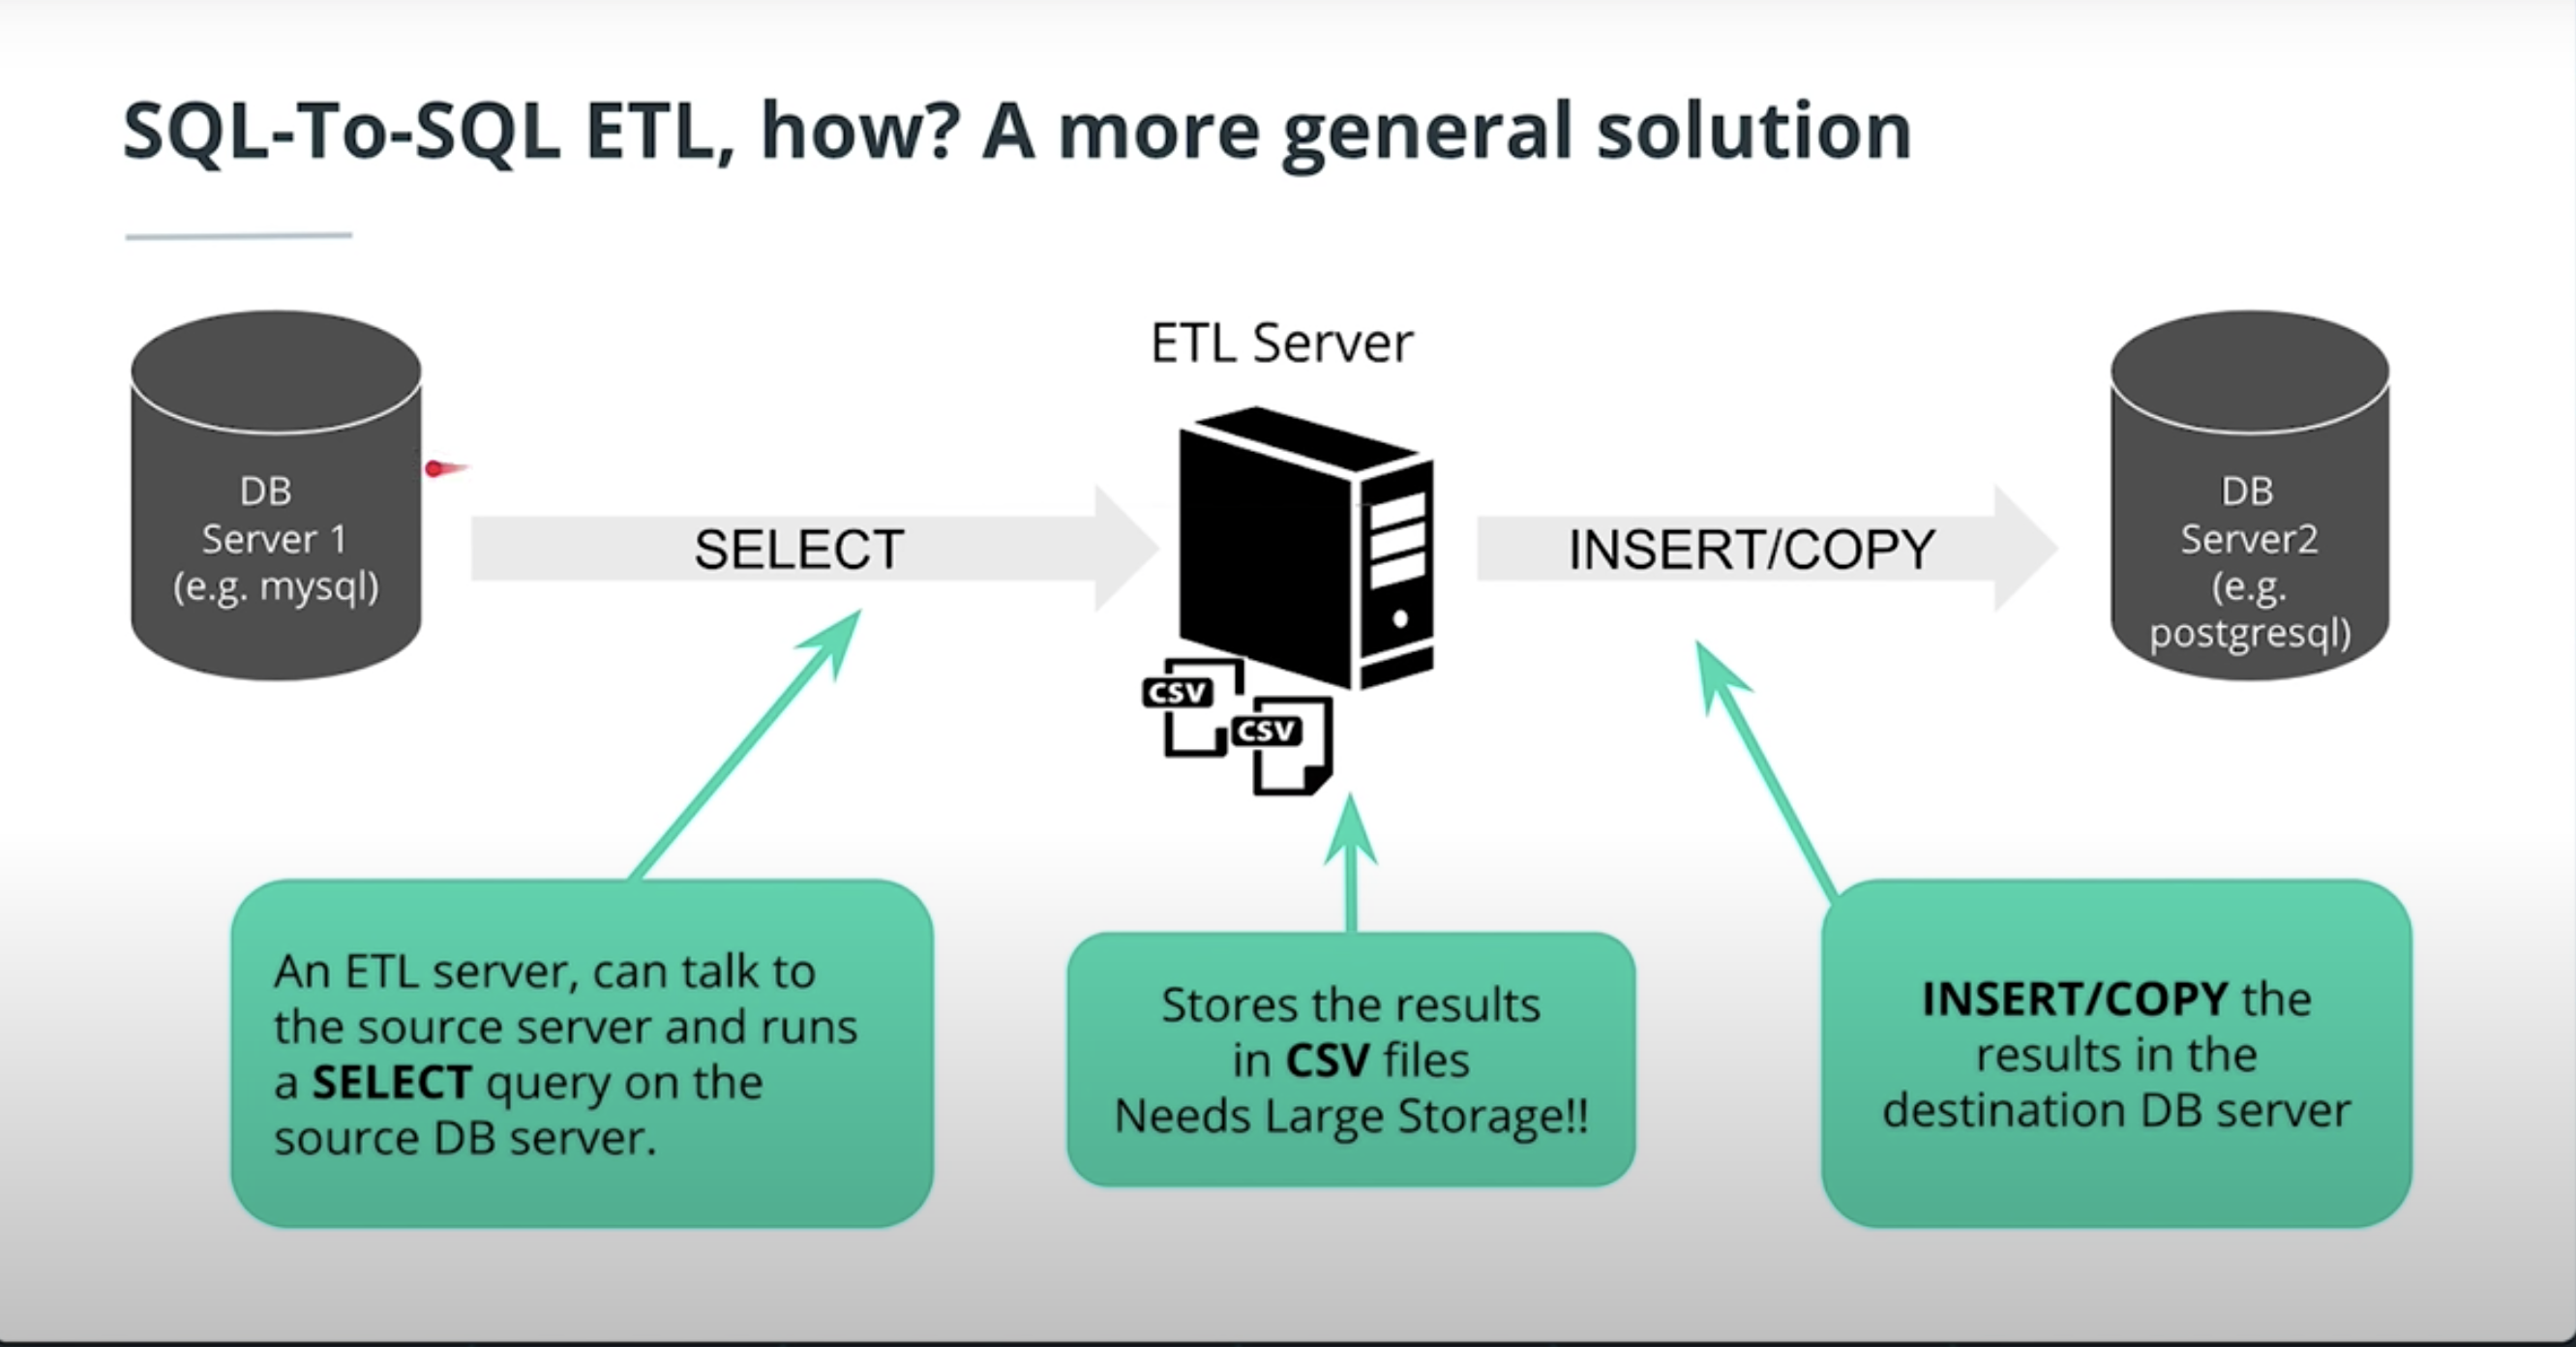 SQL-To-SQL ETL, how? A more general solution
DB
Server 1
(e.g. mysql)
SELECT
ETL Server
CSV
CSV
INSERT/COPY
DB
Server2
(e.g.
postgresql)
An ETL server, can talk to
the source server and runs
a SELECT query on the
source DB server.
Stores the results
in CSV files
Needs Large Storage!!
INSERT/COPY the
results in the
destination DB server